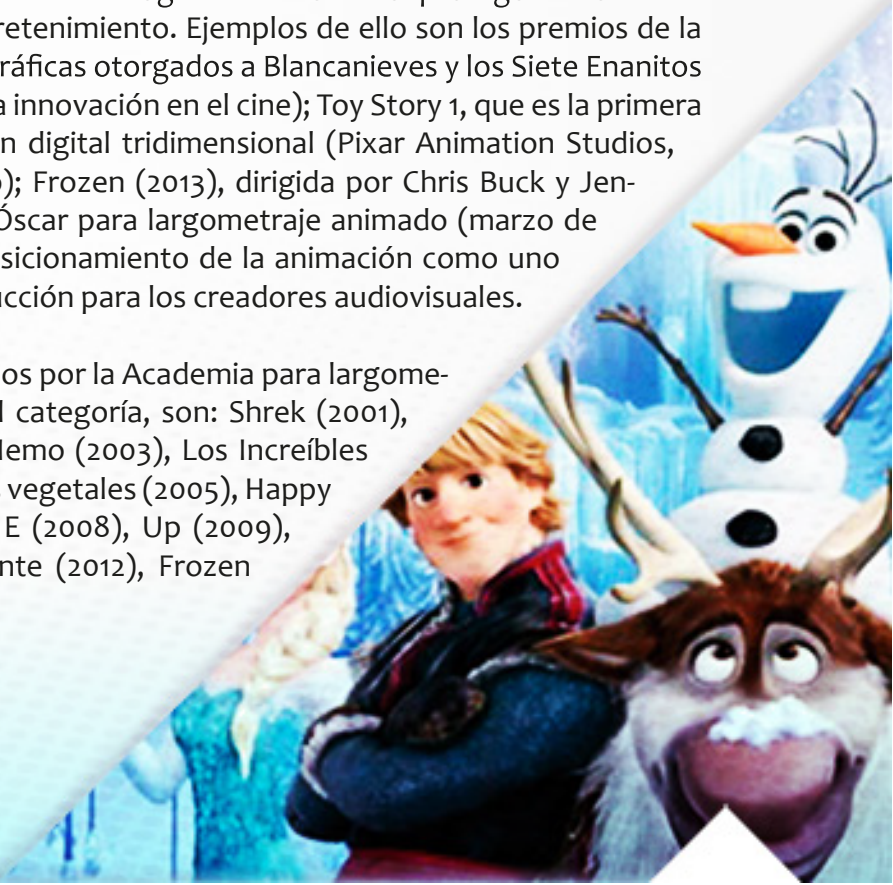 retenimiento. Ejemplos de ello son los premios de la
ráficas otorgados a Blancanieves y los Siete Enanitos
a innovación en el cine); Toy Story 1, que es la primera
n digital tridimensional (Pixar Animation Studios,
); Frozen (2013), dirigida por Chris Buck y Jen-
Óscar para largometraje animado (marzo de
sicionamiento de la animación como uno
cción para los creadores audiovisuales.
os por la Academia para largome-
categoría, son: Shrek (2001),
emo (2003), Los Increíbles
vegetales (2005), Happy
E (2008), Up (2009),
nte (2012), Frozen